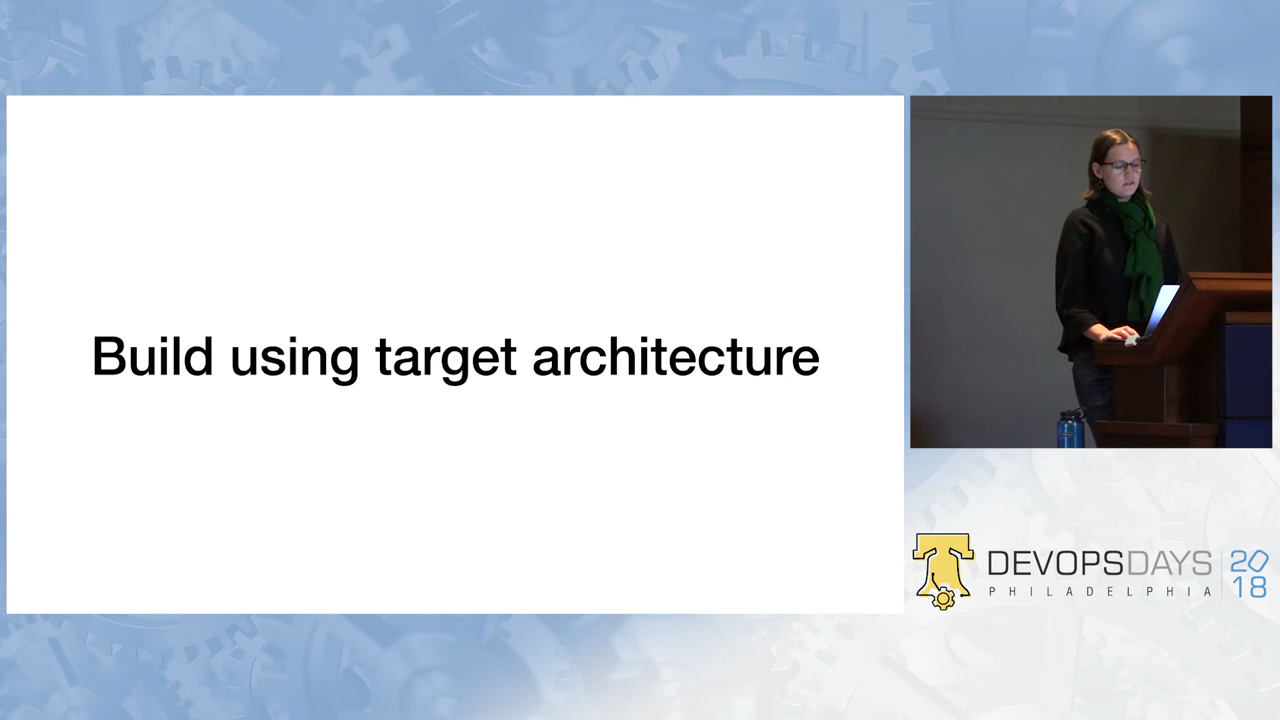 Build using target architecture
DEVOPSDAYS
PHILADELPHIA
20
18